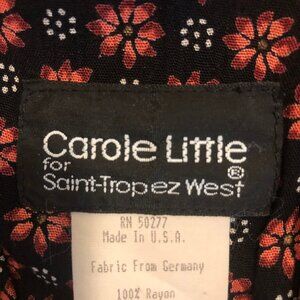 Carole Little
for
®
Saint-Tropez West
RN 50277
Made In U.S.A.
Fabric From Germany
100% Rayon